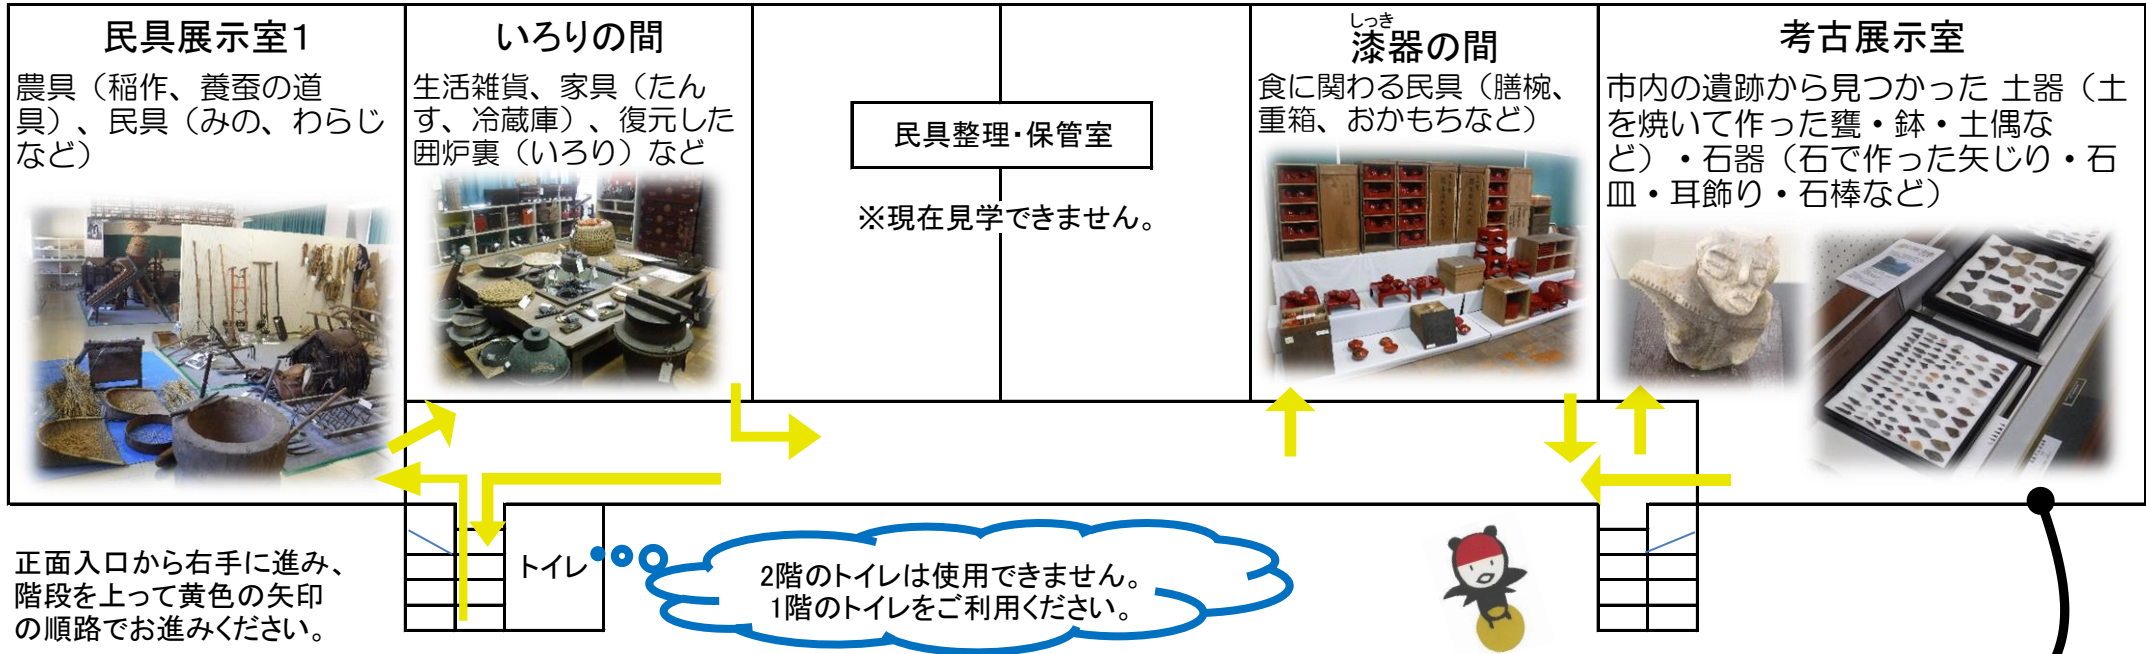 民具展示室1
農具（稲作、養蚕の道
具）、民具（みの、わらじ
など）
いろりの間
生活雑貨、家具（たん
す、冷蔵庫）、復元した
囲炉裏（いろり）など
民具整理・保管室
※現在見学できません。
しっき
漆器の間
食に関わる民具（膳椀、
重箱、おかもちなど）
考古展示室
市内の遺跡から見つかった 土器（土
を焼いて作った甕・鉢・土偶な
ど）・石器（石で作った矢じり・石
皿・耳飾り・石棒など）
正面入口から右手に進み、
階段を上って黄色の矢印
の順路でお進みください。
トイレ
2階のトイレは使用できません。
1階のトイレをご利用ください。